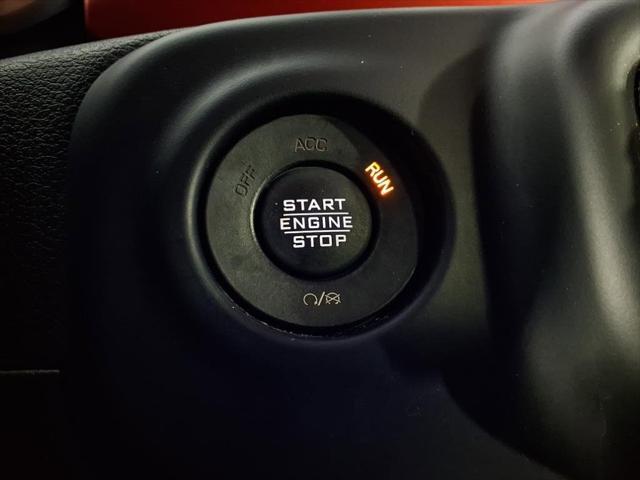 ACC
OFF
RUN
START
ENGINE
STOP